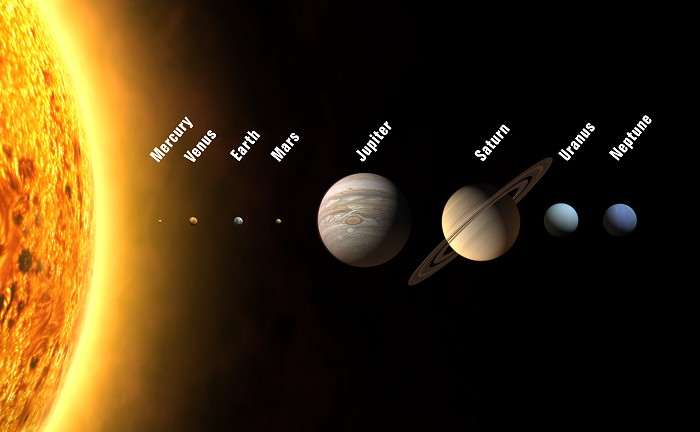 Mercury
Venus
Earth
Mars
Jupiter
Saturn
Uranus
Neptune